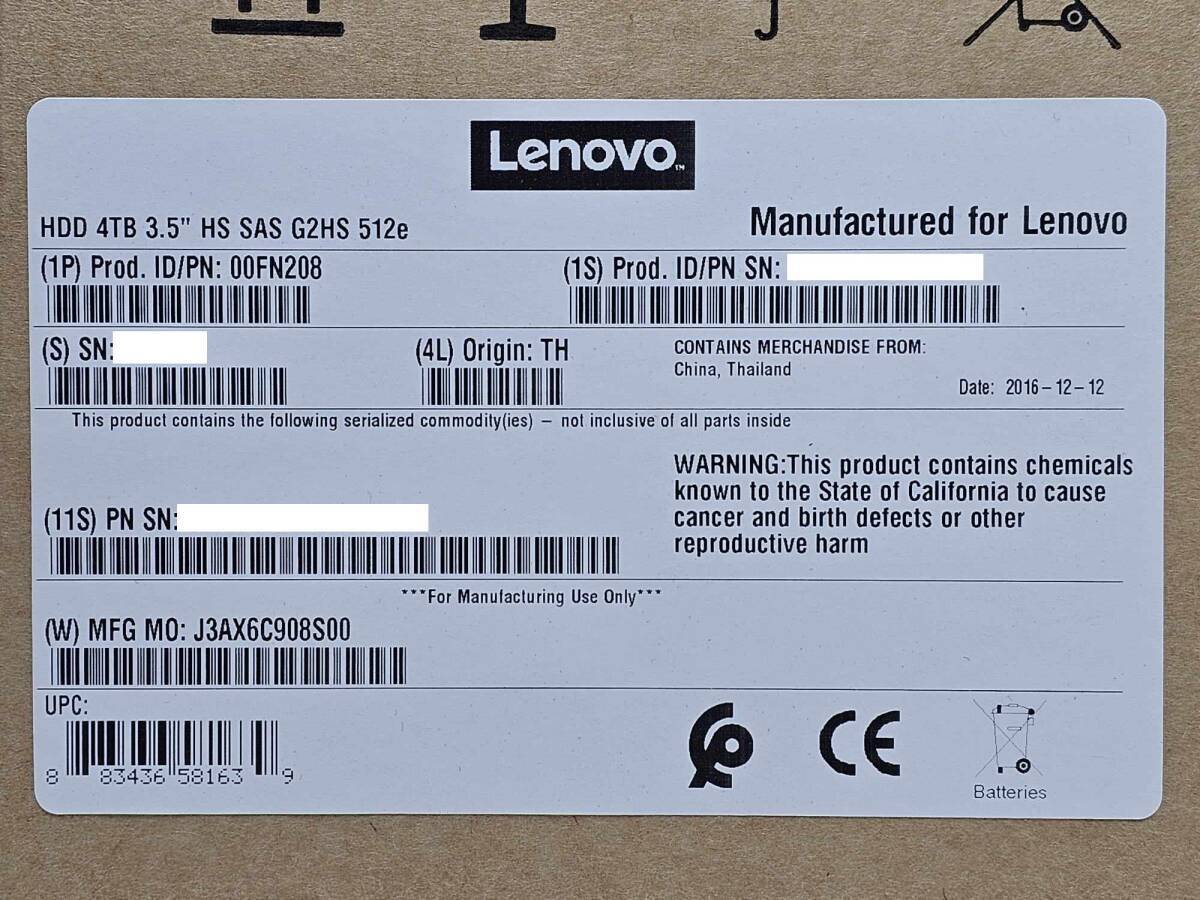 Lenovo™
HDD 4TB 3.5" HS SAS G2HS 512e
Manufactured for Lenovo
(1P) Prod. ID/PN: 00FN208
(1S) Prod. ID/PN SN:
(S) SN:
(4L) Origin: TH
CONTAINS MERCHANDISE FROM:
China, Thailand
Date: 2016-12-12
This product contains the following serialized commodity(ies) — not inclusive of all parts inside
WARNING:This product contains chemicals
known to the State of California to cause
cancer and birth defects or other
reproductive harm
(11S) PN SN:
***For Manufacturing Use Only***
(W) MFG MO: J3AX6C908S00
UPC:
8 83436 58163 9
CE
Batteries